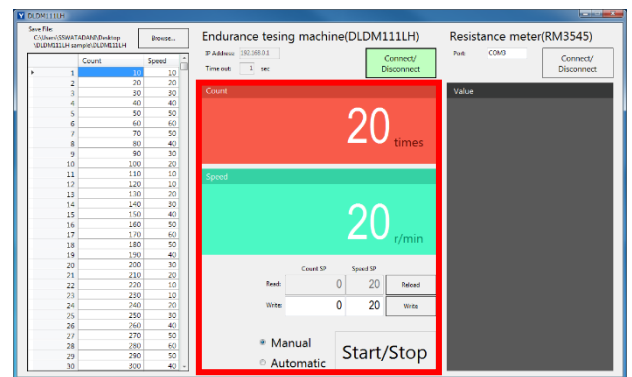 DLDM111LH
Save File:
C:\Users\SSWATADANI\Desktop
\DLDM111LH sample\DLDM111LH
Browse...
Count Speed
1 10 10
2 20 20
3 30 30
4 40 40
5 50 50
6 60 60
7 70 50
8 80 40
9 90 30
10 100 20
11 110 10
12 120 10
13 130 20
14 140 30
15 150 40
16 160 50
17 170 60
18 180 50
19 190 40
20 200 30
21 210 20
22 220 10
23 230 10
24 240 20
25 250 30
26 260 40
27 270 50
28 280 60
29 290 50
30 300 40
Endurance tesing machine(DLDM111LH)
IP Address: 192.168.0.1
Time out: 1 sec
Connect/
Disconnect
Count
20 times
Speed
20 r/min
Count SP Speed SP
Read: 0 20 Reload
Write: 0 20 Write
Manual
Automatic
Start/Stop
Resistance meter(RM3545)
Port: COM3
Connect/
Disconnect
Value